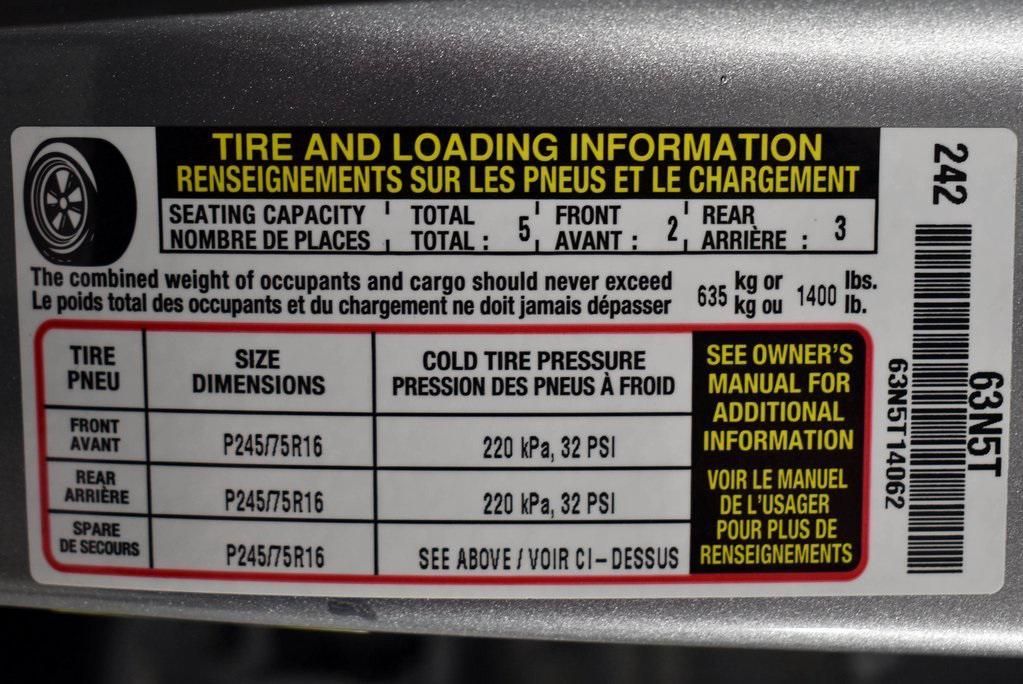 TIRE AND LOADING INFORMATION
RENSEIGNEMENTS SUR LES PNEUS ET LE CHARGEMENT
SEATING CAPACITY TOTAL FRONT REAR
NOMBRE DE PLACES TOTAL : 5 AVANT : 2 ARRIÈRE : 3
The combined weight of occupants and cargo should never exceed 635 kg or 1400 lbs.
Le poids total des occupants et du chargement ne doit jamais dépasser kg ou lb.
TIRE SIZE COLD TIRE PRESSURE
PNEU DIMENSIONS PRESSION DES PNEUS À FROID
FRONT
AVANT P245/75R16 220 kPa, 32 PSI
REAR
ARRIÈRE P245/75R16 220 kPa, 32 PSI
SPARE
DE SECOURS P245/75R16 SEE ABOVE / VOIR CI-DESSUS
SEE OWNER'S
MANUAL FOR
ADDITIONAL
INFORMATION
VOIR LE MANUEL
DE L'USAGER
POUR PLUS DE
RENSEIGNEMENTS
242
63N5T
63N5T14062